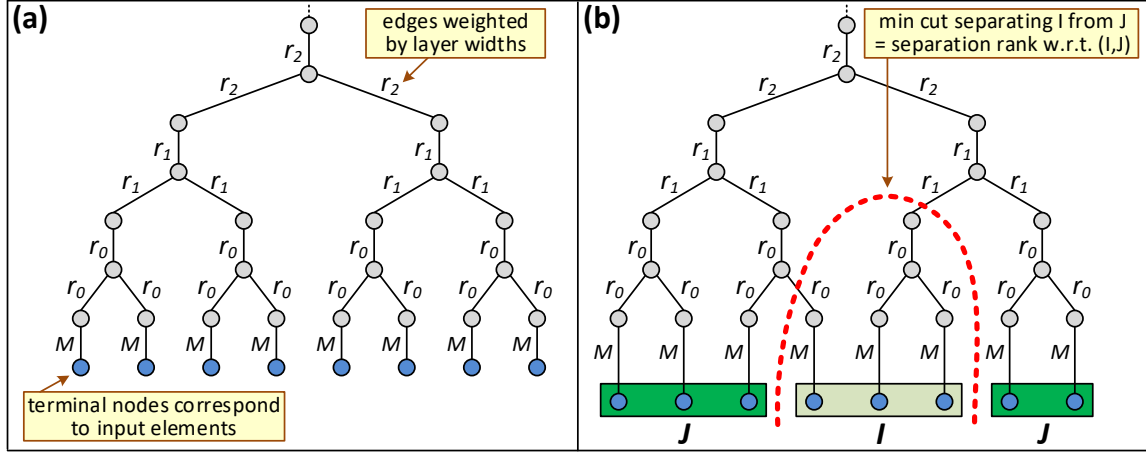 (a)
edges weighted
by layer widths
r2
r2 r2
r1 r1
r1 r1 r1 r1
r0 r0 r0 r0
r0 r0 r0 r0 r0 r0 r0 r0
M M M M M M M M
terminal nodes correspond
to input elements
(b)
min cut separating I from J
= separation rank w.r.t. (I,J)
r2
r2 r2
r1 r1
r1 r1 r1 r1
r0 r0 r0 r0
r0 r0 r0 r0 r0 r0 r0 r0
M M M M M M M M
J I J